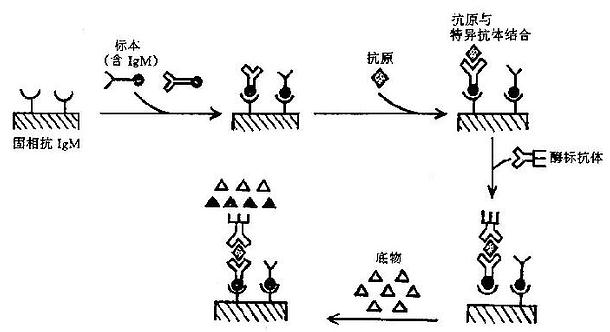 标本
（含 IgM）
抗原
抗原与
特异抗体结合
固相抗 IgM
酶标抗体
底物